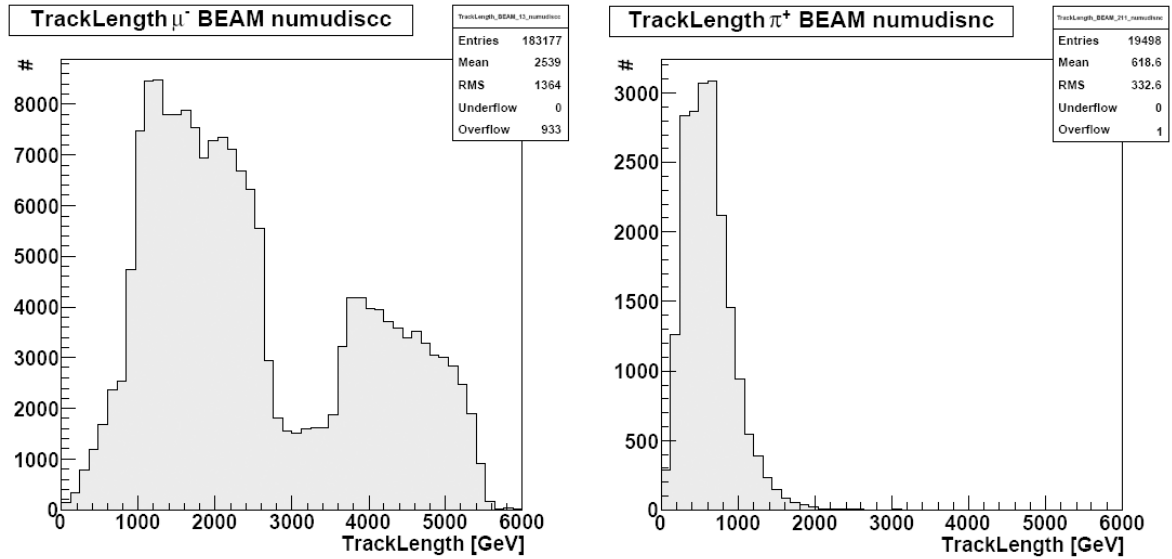 TrackLength μ⁻ BEAM numudiscc
TrackLength_BEAM_13_numudiscc
Entries 183177
Mean 2539
RMS 1364
Underflow 0
Overflow 933
#
8000
7000
6000
5000
4000
3000
2000
1000
0
0 1000 2000 3000 4000 5000 6000
TrackLength [GeV]
TrackLength π⁺ BEAM numudisnc
TrackLength_BEAM_211_numudisnc
Entries 19498
Mean 618.6
RMS 332.6
Underflow 0
Overflow 1
#
3000
2500
2000
1500
1000
500
0
0 1000 2000 3000 4000 5000 6000
TrackLength [GeV]